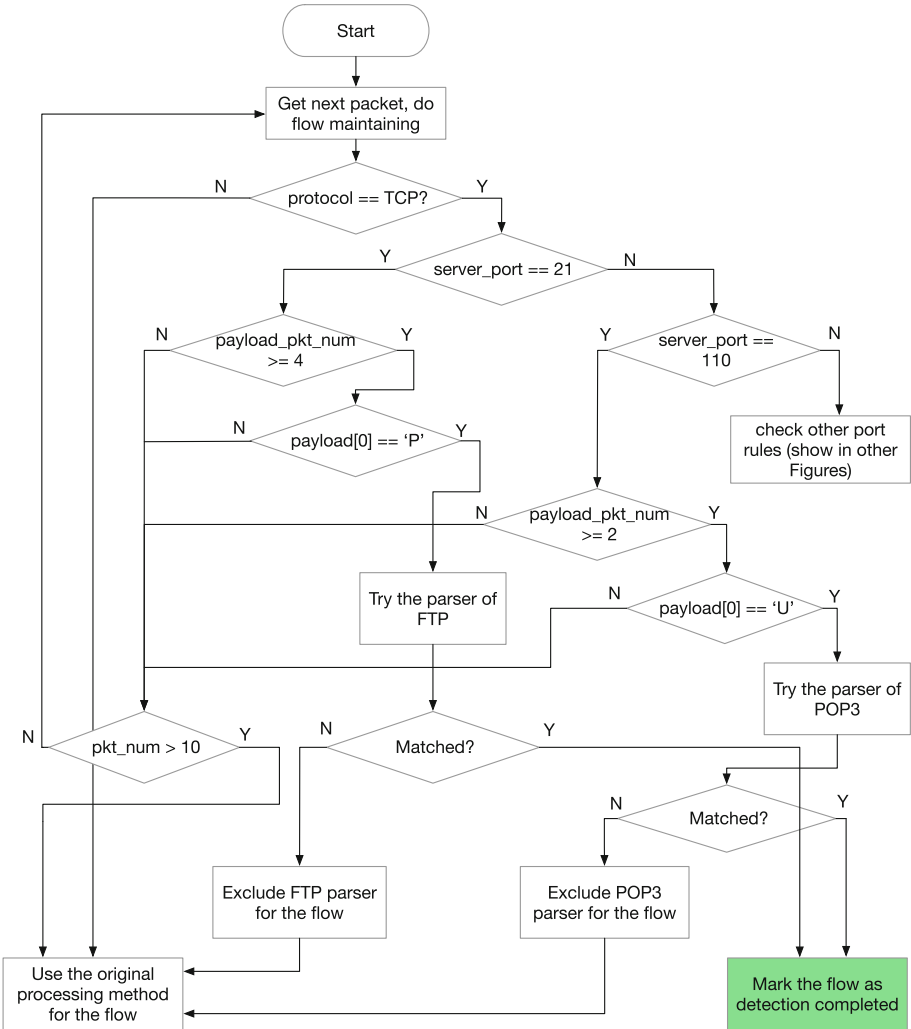 Start
Get next packet, do
flow maintaining
N
protocol == TCP?
Y
Y
server_port == 21
N
N
payload_pkt_num
>= 4
Y
Y
server_port ==
110
N
N
payload[0] == ‘P’
Y
check other port
rules (show in other
Figures)
N
payload_pkt_num
>= 2
Y
Try the parser of
FTP
N
payload[0] == ‘U’
Y
Try the parser of
POP3
N
pkt_num > 10
Y
N
Matched?
Y
N
Matched?
Y
Exclude FTP parser
for the flow
Exclude POP3
parser for the flow
Use the original
processing method
for the flow
Mark the flow as
detection completed